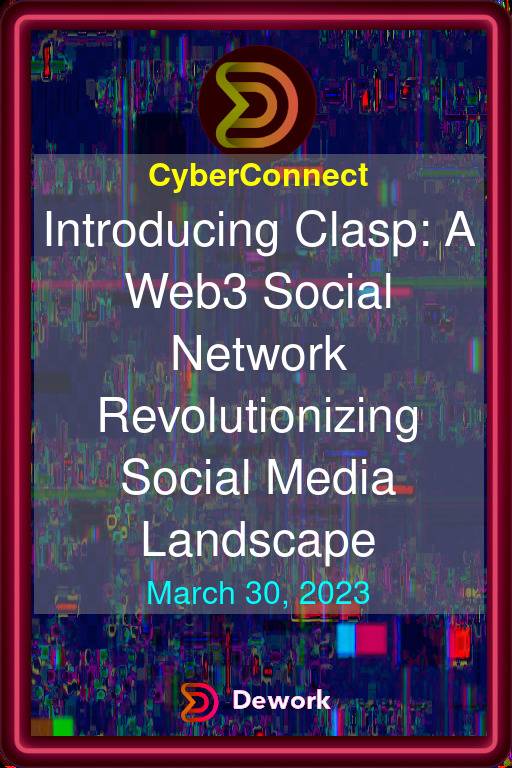 CyberConnect
Introducing Clasp: A
Web3 Social
Network
Revolutionizing
Social Media
Landscape
March 30, 2023
Dework